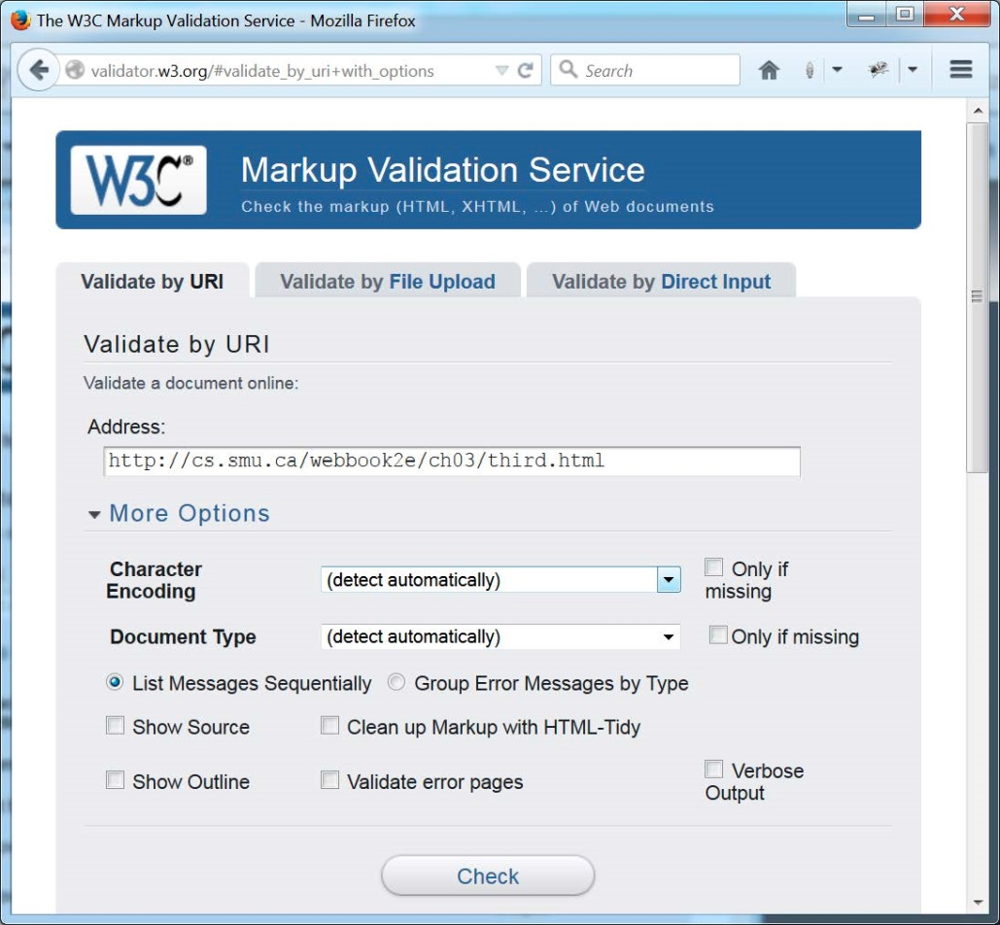 The W3C Markup Validation Service - Mozilla Firefox
validator.w3.org/#validate_by_uri+with_options
Search
W3C®
Markup Validation Service
Check the markup (HTML, XHTML, …) of Web documents
Validate by URI
Validate by File Upload
Validate by Direct Input
Validate by URI
Validate a document online:
Address:
http://cs.smu.ca/webbook2e/ch03/third.html
More Options
Character
Encoding
(detect automatically)
Only if
missing
Document Type
(detect automatically)
Only if missing
List Messages Sequentially
Group Error Messages by Type
Show Source
Clean up Markup with HTML-Tidy
Show Outline
Validate error pages
Verbose
Output
Check